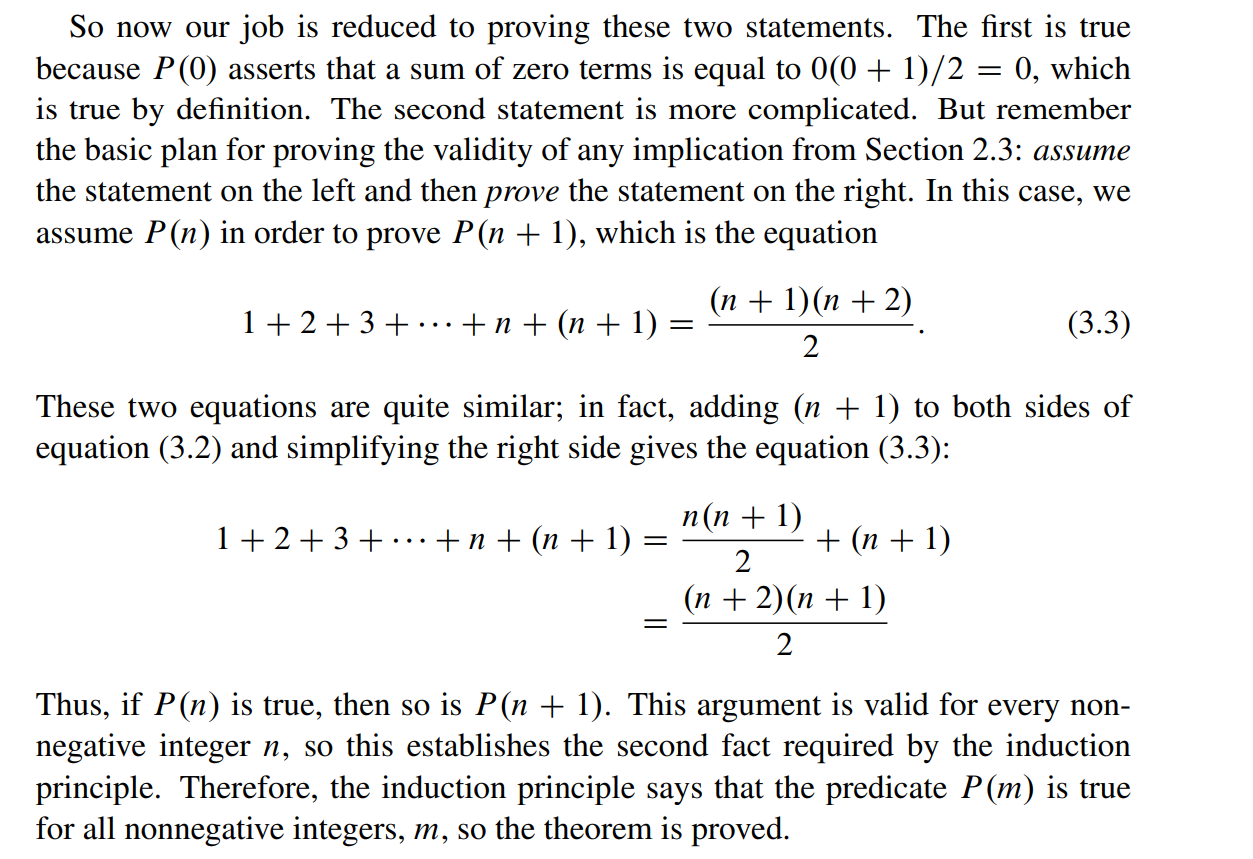 So now our job is reduced to proving these two statements. The first is true
because P(0) asserts that a sum of zero terms is equal to 0(0 + 1)/2 = 0, which
is true by definition. The second statement is more complicated. But remember
the basic plan for proving the validity of any implication from Section 2.3: assume
the statement on the left and then prove the statement on the right. In this case, we
assume P(n) in order to prove P(n + 1), which is the equation
1 + 2 + 3 + ⋯ + n + (n + 1) = (n + 1)(n + 2) / 2 . (3.3)
These two equations are quite similar; in fact, adding (n + 1) to both sides of
equation (3.2) and simplifying the right side gives the equation (3.3):
1 + 2 + 3 + ⋯ + n + (n + 1) = n(n + 1) / 2 + (n + 1)
= (n + 2)(n + 1) / 2
Thus, if P(n) is true, then so is P(n + 1). This argument is valid for every non-
negative integer n, so this establishes the second fact required by the induction
principle. Therefore, the induction principle says that the predicate P(m) is true
for all nonnegative integers, m, so the theorem is proved.